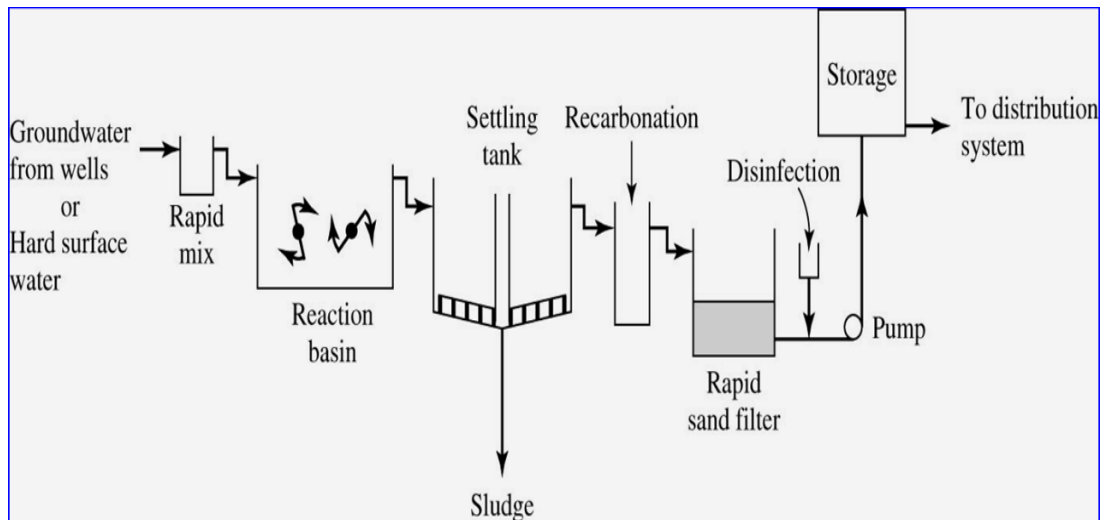 Groundwater
from wells
or
Hard surface
water
Rapid
mix
Reaction
basin
Settling
tank
Sludge
Recarbonation
Rapid
sand filter
Disinfection
Pump
Storage
To distribution
system